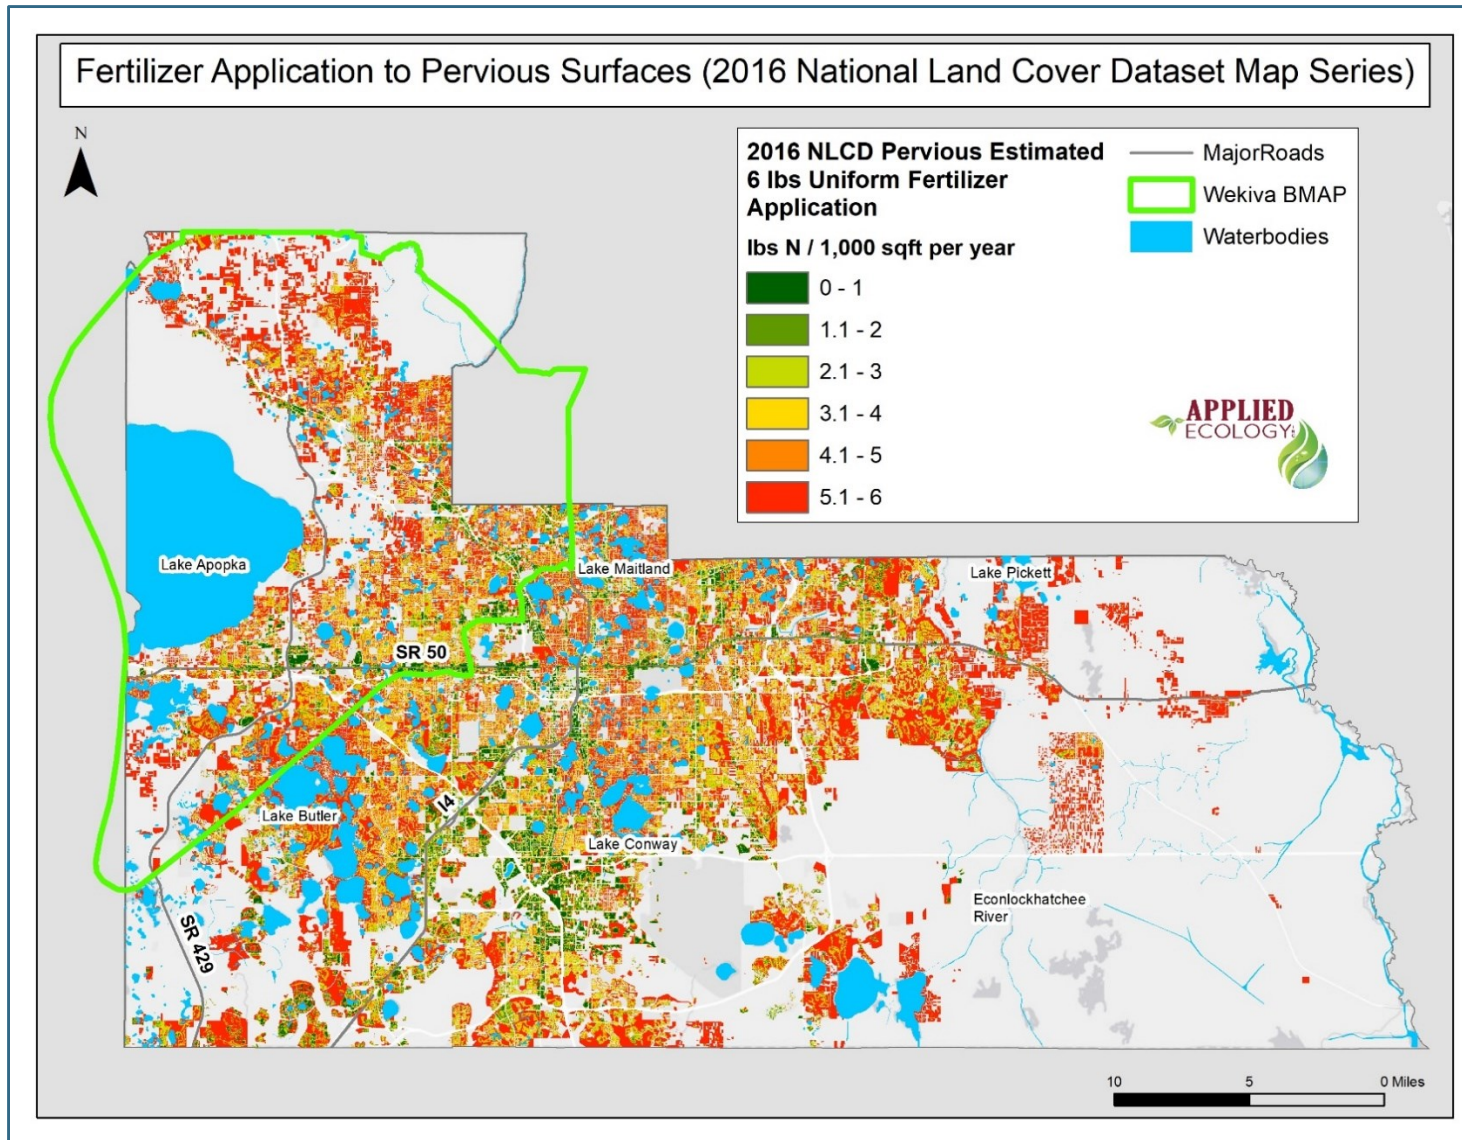 Fertilizer Application to Pervious Surfaces (2016 National Land Cover Dataset Map Series)
N
2016 NLCD Pervious Estimated
6 lbs Uniform Fertilizer
Application
lbs N / 1,000 sqft per year
0 - 1
1.1 - 2
2.1 - 3
3.1 - 4
4.1 - 5
5.1 - 6
MajorRoads
Wekiva BMAP
Waterbodies
APPLIED
ECOLOGY
Lake Apopka
Lake Maitland
Lake Pickett
SR 50
Lake Butler
I4
Lake Conway
SR 429
Econlockhatchee
River
10 5 0 Miles